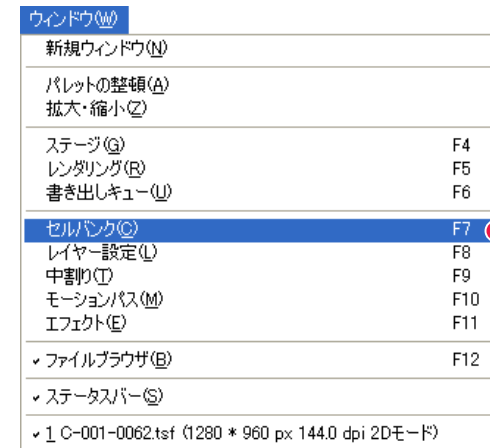 ウィンドウ(W)
新規ウィンドウ(N)
パレットの整頓(A)
拡大・縮小(Z)
ステージ(G) F4
レンダリング(R) F5
書き出しキュー(U) F6
セルバンク(C) F7
レイヤー設定(L) F8
中割り(T) F9
モーションパス(M) F10
エフェクト(E) F11
ファイルブラウザ(B) F12
ステータスバー(S)
1 C-001-0062.tsf (1280 * 960 px 144.0 dpi 2Dモード)